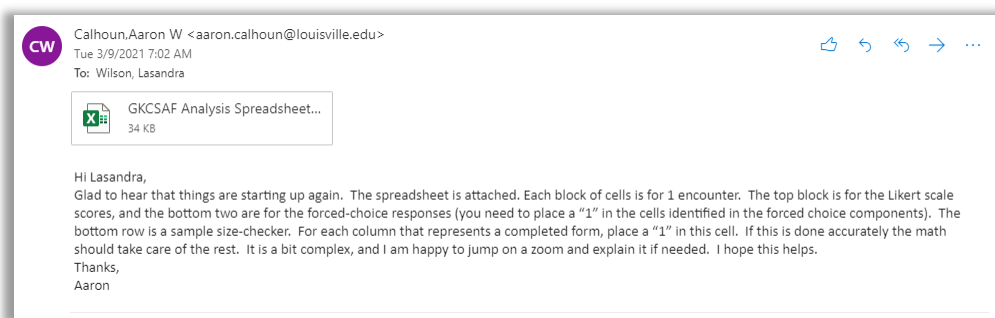 CW
Calhoun,Aaron W <aaron.calhoun@louisville.edu>
Tue 3/9/2021 7:02 AM
To: Wilson, Lasandra
GKCSAF Analysis Spreadsheet...
34 KB
Hi Lasandra,
Glad to hear that things are starting up again.  The spreadsheet is attached. Each block of cells is for 1 encounter.  The top block is for the Likert scale
scores, and the bottom two are for the forced-choice responses (you need to place a “1” in the cells identified in the forced choice components).  The
bottom row is a sample size-checker.  For each column that represents a completed form, place a “1” in this cell.  If this is done accurately the math
should take care of the rest.  It is a bit complex, and I am happy to jump on a zoom and explain it if needed.  I hope this helps.
Thanks,
Aaron